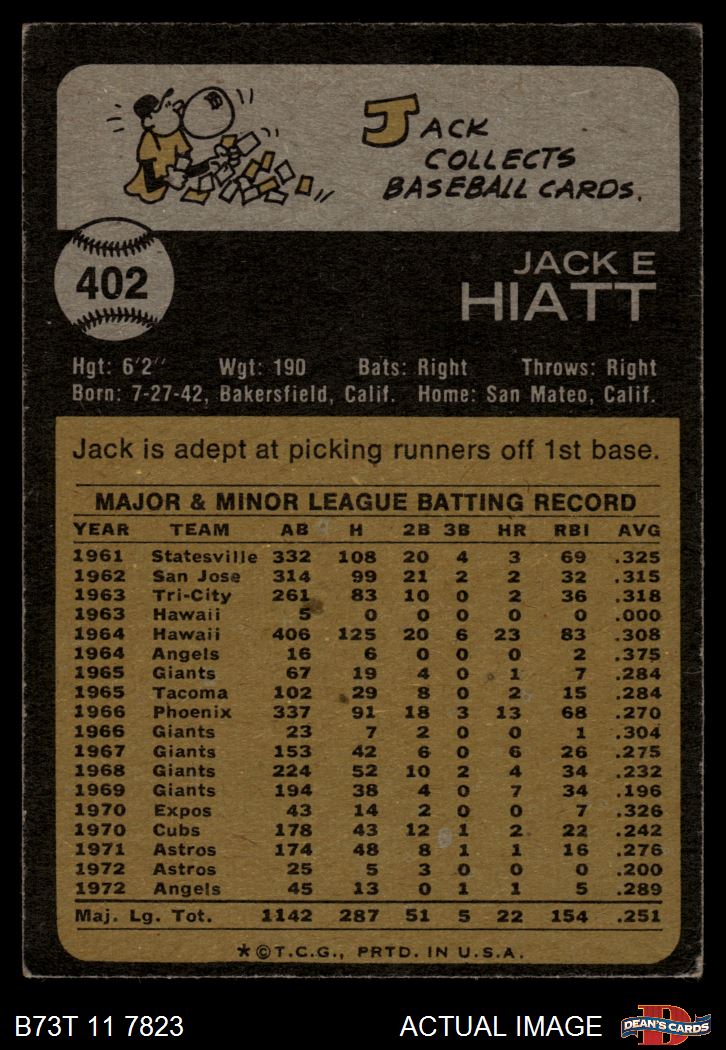 JACK
COLLECTS
BASEBALL CARDS.
402
JACK E
HIATT
Hgt: 6'2" Wgt: 190 Bats: Right Throws: Right
Born: 7-27-42, Bakersfield, Calif. Home: San Mateo, Calif.
Jack is adept at picking runners off 1st base.
MAJOR & MINOR LEAGUE BATTING RECORD
YEAR TEAM AB H 2B 3B HR RBI AVG
1961 Statesville 332 108 20 4 3 69 .325
1962 San Jose 314 99 21 2 2 32 .315
1963 Tri-City 261 83 10 0 2 36 .318
1963 Hawaii 5 0 0 0 0 0 .000
1964 Hawaii 406 125 20 6 23 83 .308
1964 Angels 16 6 0 0 0 2 .375
1965 Giants 67 19 4 0 1 7 .284
1965 Tacoma 102 29 8 0 2 15 .284
1966 Phoenix 337 91 18 3 13 68 .270
1966 Giants 23 7 2 0 0 1 .304
1967 Giants 153 42 6 0 6 26 .275
1968 Giants 224 52 10 2 4 34 .232
1969 Giants 194 38 4 0 7 34 .196
1970 Expos 43 14 2 0 0 7 .326
1970 Cubs 178 43 12 1 2 22 .242
1971 Astros 174 48 8 1 1 16 .276
1972 Astros 25 5 3 0 0 0 .200
1972 Angels 45 13 0 1 1 5 .289
Maj. Lg. Tot. 1142 287 51 5 22 154 .251
*©T.C.G., PRTD. IN U.S.A.
B73T 11 7823 ACTUAL IMAGE
D
DEAN'S CARDS